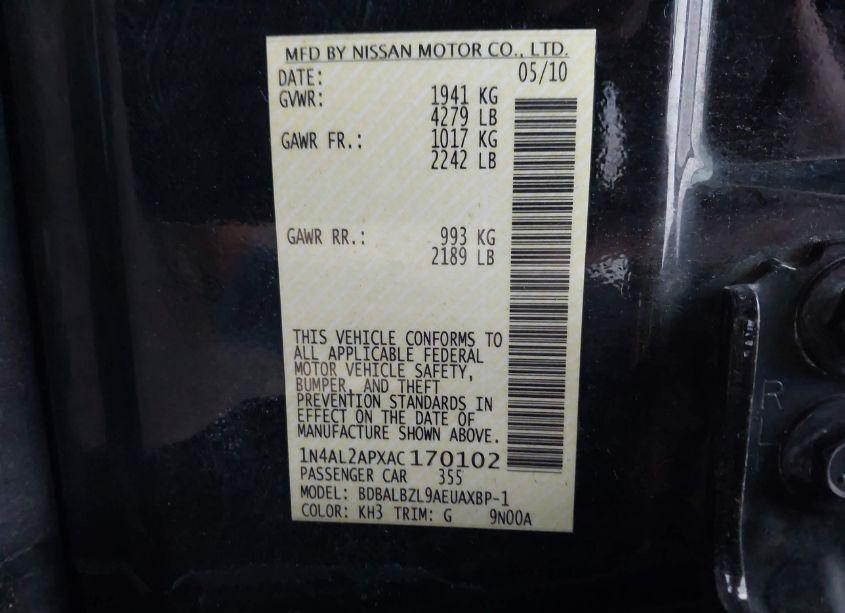 MFD BY NISSAN MOTOR CO., LTD.
DATE: 05/10
GVWR: 1941 KG
4279 LB
GAWR FR.: 1017 KG
2242 LB
GAWR RR.: 993 KG
2189 LB
THIS VEHICLE CONFORMS TO
ALL APPLICABLE FEDERAL
MOTOR VEHICLE SAFETY,
BUMPER, AND THEFT
PREVENTION STANDARDS IN
EFFECT ON THE DATE OF
MANUFACTURE SHOWN ABOVE.
1N4AL2APXAC170102
PASSENGER CAR 355
MODEL: BDBALBZL9AEUAXBP-1
COLOR: KH3 TRIM: G 9N00A
R
L